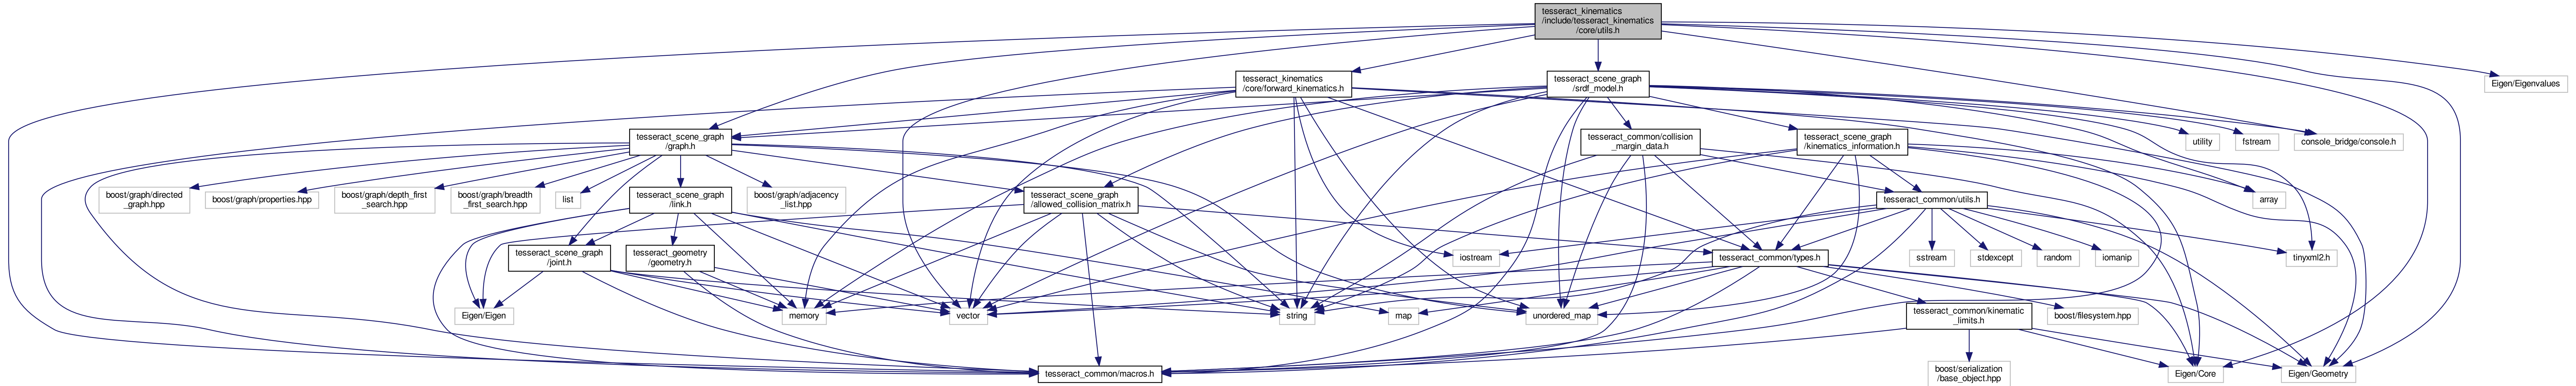 tesseract_kinematics
/include/tesseract_kinematics
/core/utils.h
tesseract_kinematics
/core/forward_kinematics.h
tesseract_scene_graph
/srdf_model.h
Eigen/Eigenvalues
tesseract_scene_graph
/graph.h
tesseract_common/collision
_margin_data.h
tesseract_scene_graph
/kinematics_information.h
utility
fstream
console_bridge/console.h
boost/graph/directed
_graph.hpp
boost/graph/properties.hpp
boost/graph/depth_first
_search.hpp
boost/graph/breadth
_first_search.hpp
list
tesseract_scene_graph
/link.h
boost/graph/adjacency
_list.hpp
tesseract_scene_graph
/allowed_collision_matrix.h
tesseract_common/utils.h
array
tesseract_scene_graph
/joint.h
tesseract_geometry
/geometry.h
iostream
tesseract_common/types.h
sstream
stdexcept
random
iomanip
tinyxml2.h
Eigen/Eigen
memory
vector
string
map
unordered_map
tesseract_common/kinematic
_limits.h
boost/filesystem.hpp
tesseract_common/macros.h
boost/serialization
/base_object.hpp
Eigen/Core
Eigen/Geometry